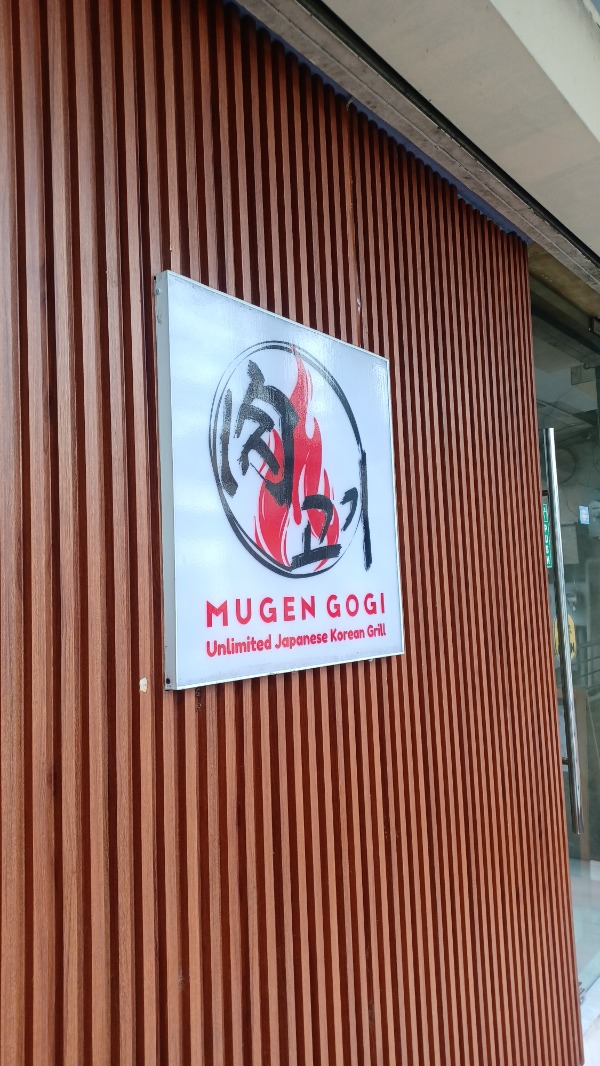 肉
고기
MUGEN GOGI
Unlimited Japanese Korean Grill